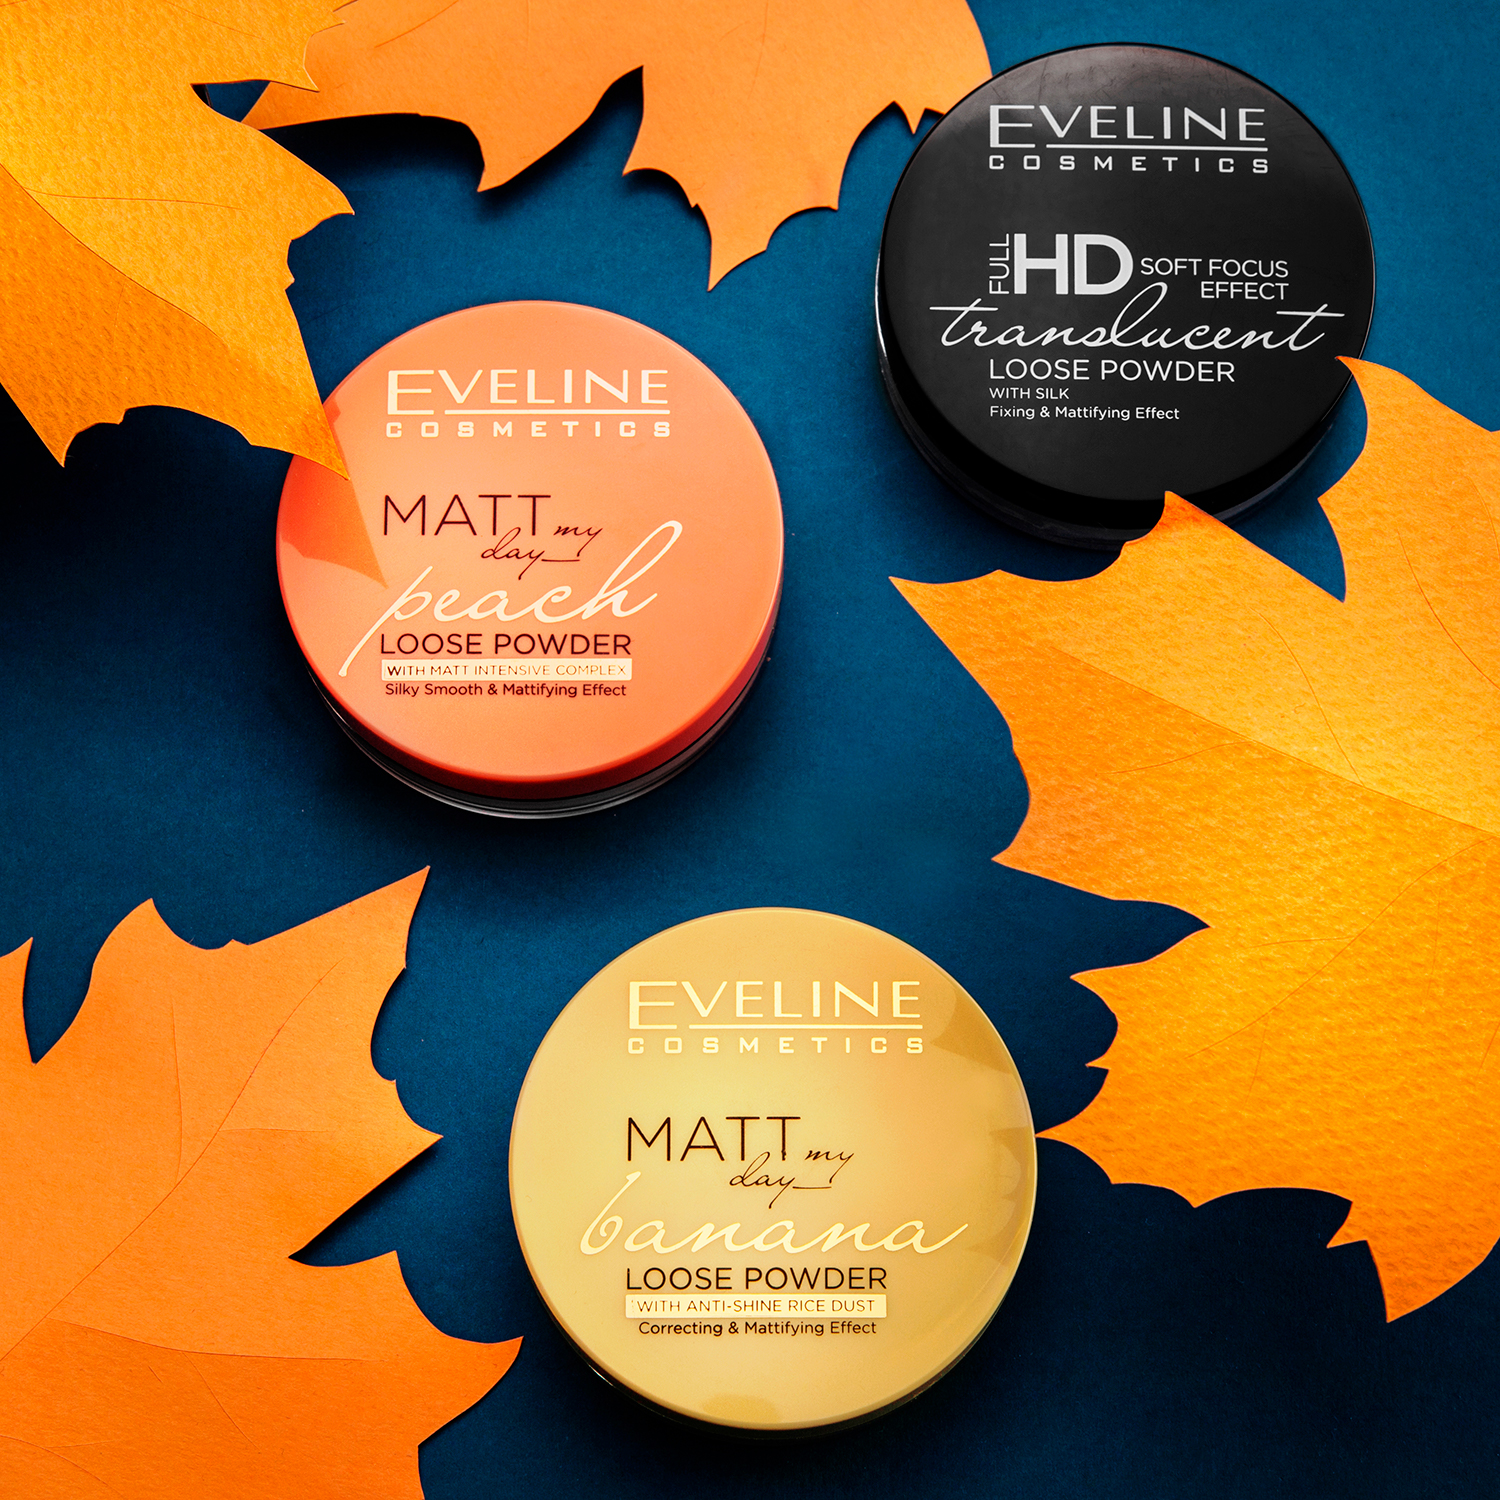 EVELINE
COSMETICS
FULL HD SOFT FOCUS
EFFECT
translucent
LOOSE POWDER
WITH SILK
Fixing & Mattifying Effect
EVELINE
COSMETICS
MATT my
day
peach
LOOSE POWDER
WITH MATT INTENSIVE COMPLEX
Silky Smooth & Mattifying Effect
EVELINE
COSMETICS
MATT my
day
banana
LOOSE POWDER
WITH ANTI-SHINE RICE DUST
Correcting & Mattifying Effect